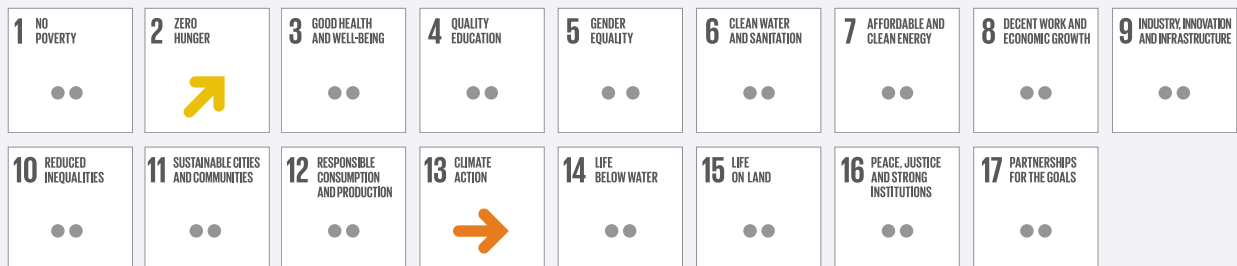 1 NO
POVERTY
2 ZERO
HUNGER
3 GOOD HEALTH
AND WELL-BEING
4 QUALITY
EDUCATION
5 GENDER
EQUALITY
6 CLEAN WATER
AND SANITATION
7 AFFORDABLE AND
CLEAN ENERGY
8 DECENT WORK AND
ECONOMIC GROWTH
9 INDUSTRY, INNOVATION
AND INFRASTRUCTURE
10 REDUCED
INEQUALITIES
11 SUSTAINABLE CITIES
AND COMMUNITIES
12 RESPONSIBLE
CONSUMPTION
AND PRODUCTION
13 CLIMATE
ACTION
14 LIFE
BELOW WATER
15 LIFE
ON LAND
16 PEACE, JUSTICE
AND STRONG
INSTITUTIONS
17 PARTNERSHIPS
FOR THE GOALS